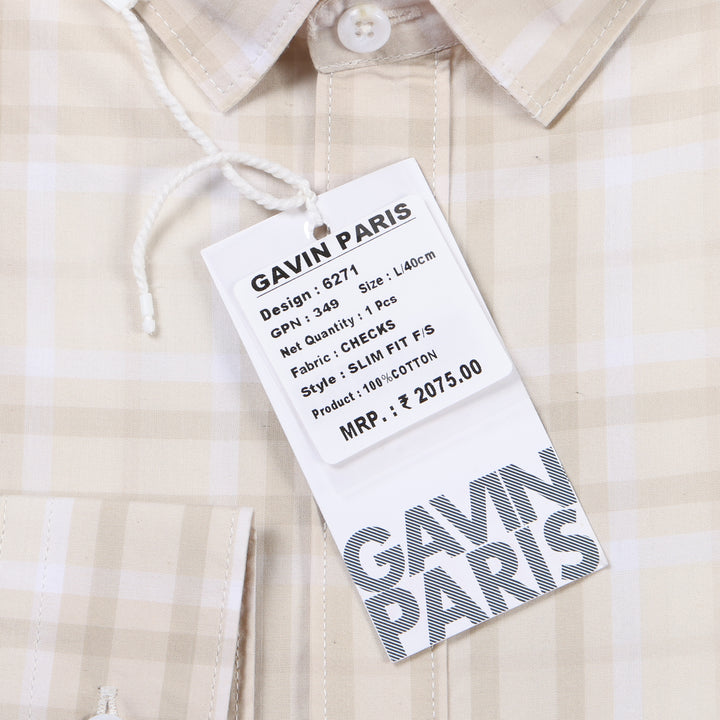 GAVIN PARIS
Design : 6271
GPN : 349 Size : L/40cm
Net Quantity : 1 Pcs
Fabric : CHECKS
Style : SLIM FIT F/S
Product : 100%COTTON
MRP. : ₹ 2075.00
GAVIN
PARIS